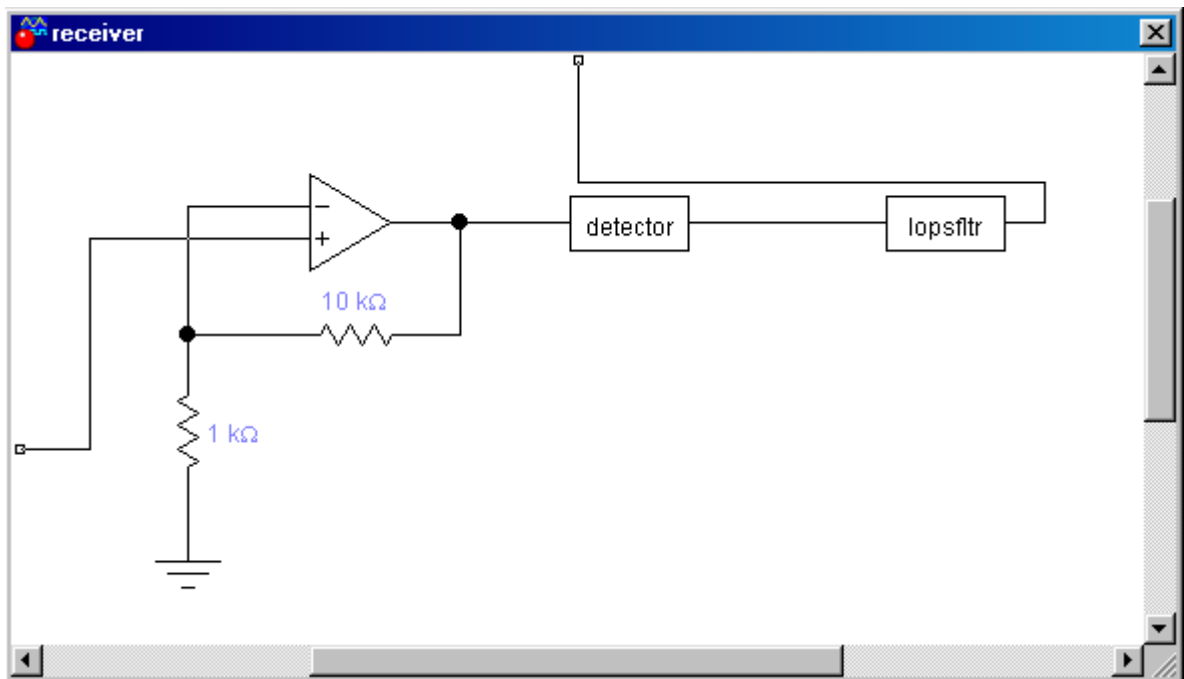 receiver
−
+
detector
lopsfltr
10 kΩ
1 kΩ